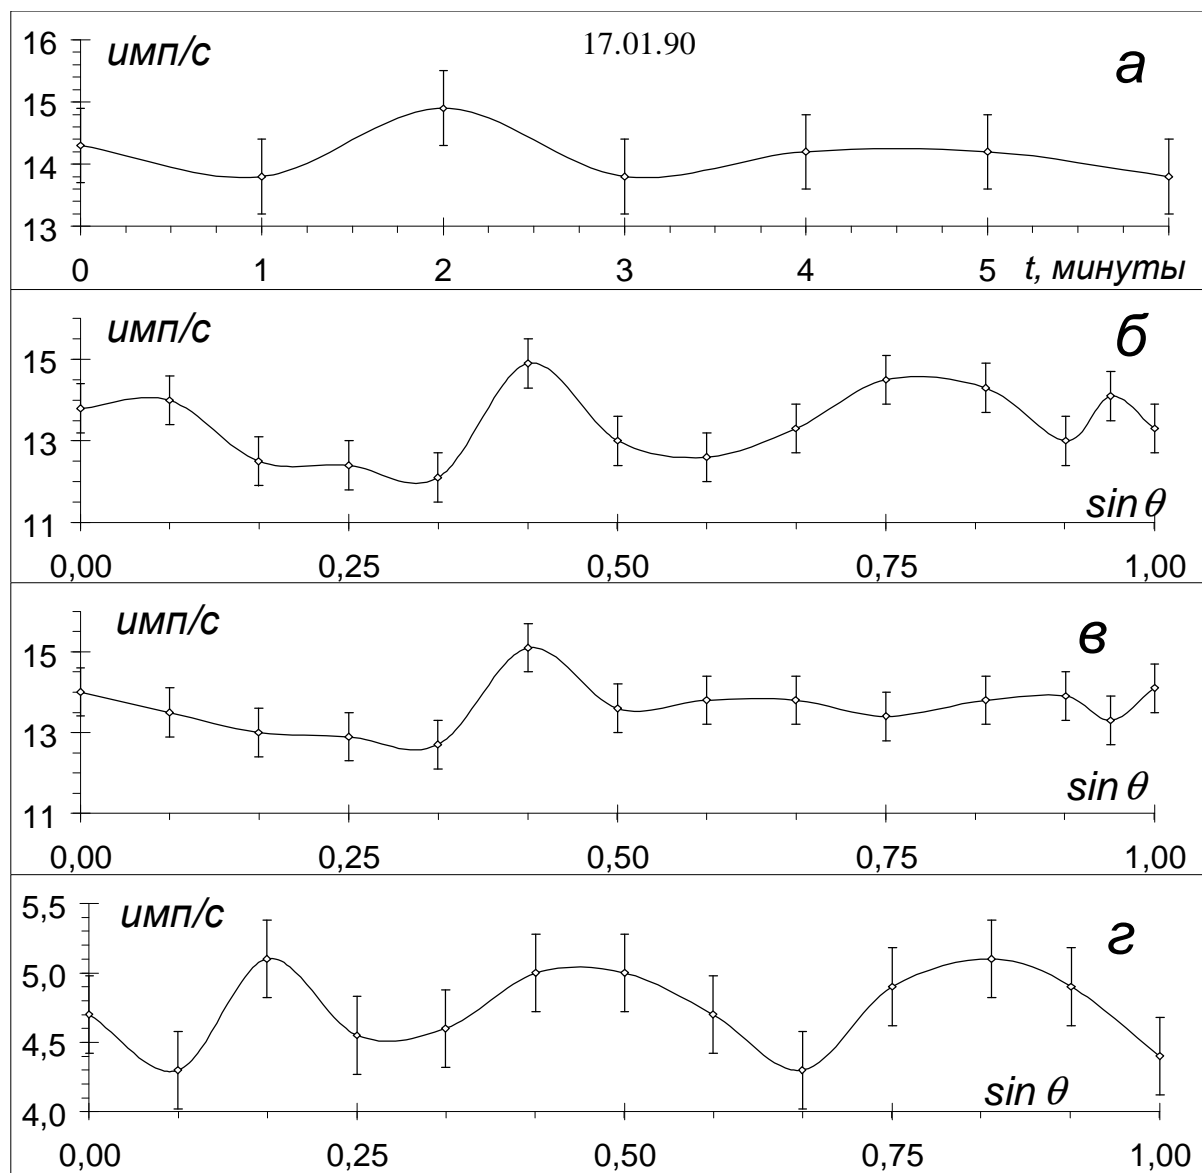 16 имп/с 17.01.90 а
15
14
13
0 1 2 3 4 5 t, минуты
имп/с б
15
13
11 sin θ
0,00 0,25 0,50 0,75 1,00
имп/с в
15
13
11 sin θ
0,00 0,25 0,50 0,75 1,00
5,5 имп/с г
5,0
4,5
4,0 sin θ
0,00 0,25 0,50 0,75 1,00